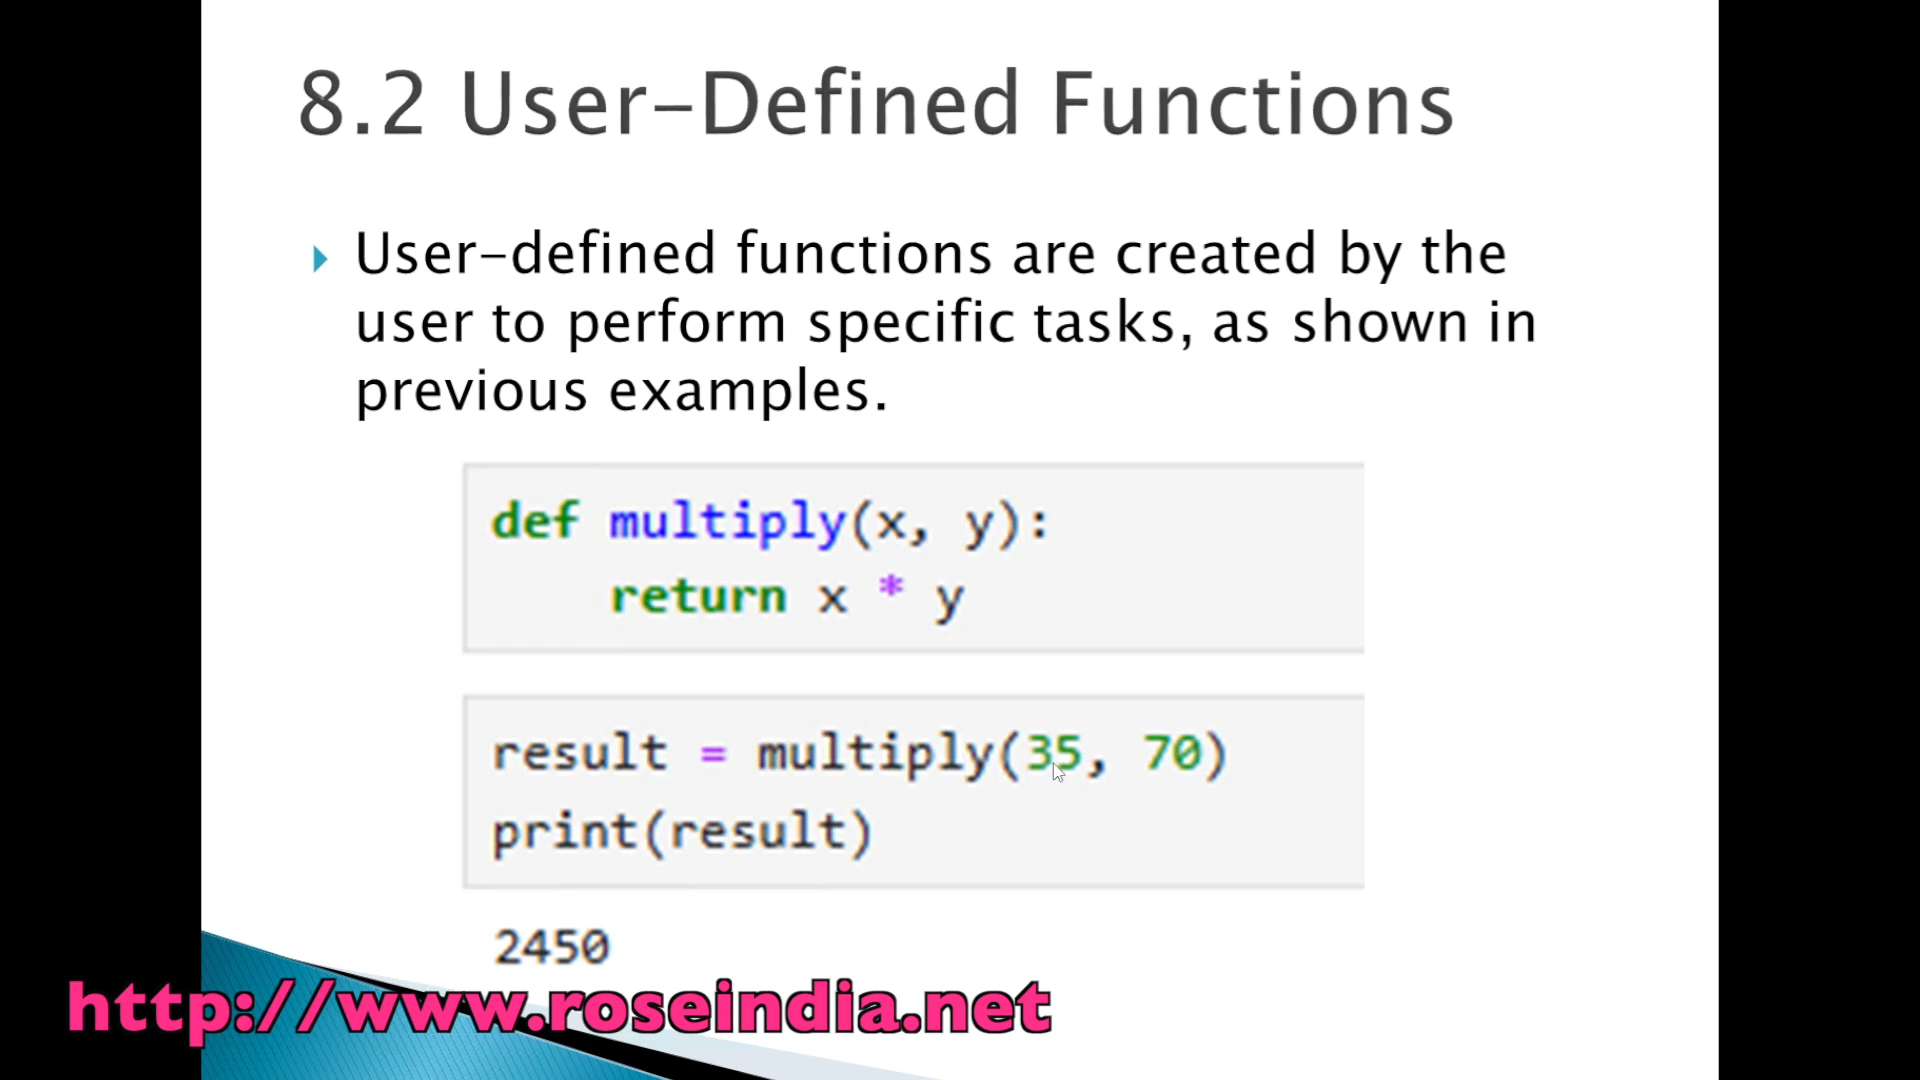 8.2 User-Defined Functions
User-defined functions are created by the
user to perform specific tasks, as shown in
previous examples.
def multiply(x, y):
    return x * y
result = multiply(35, 70)
print(result)
2450
http://www.roseindia.net